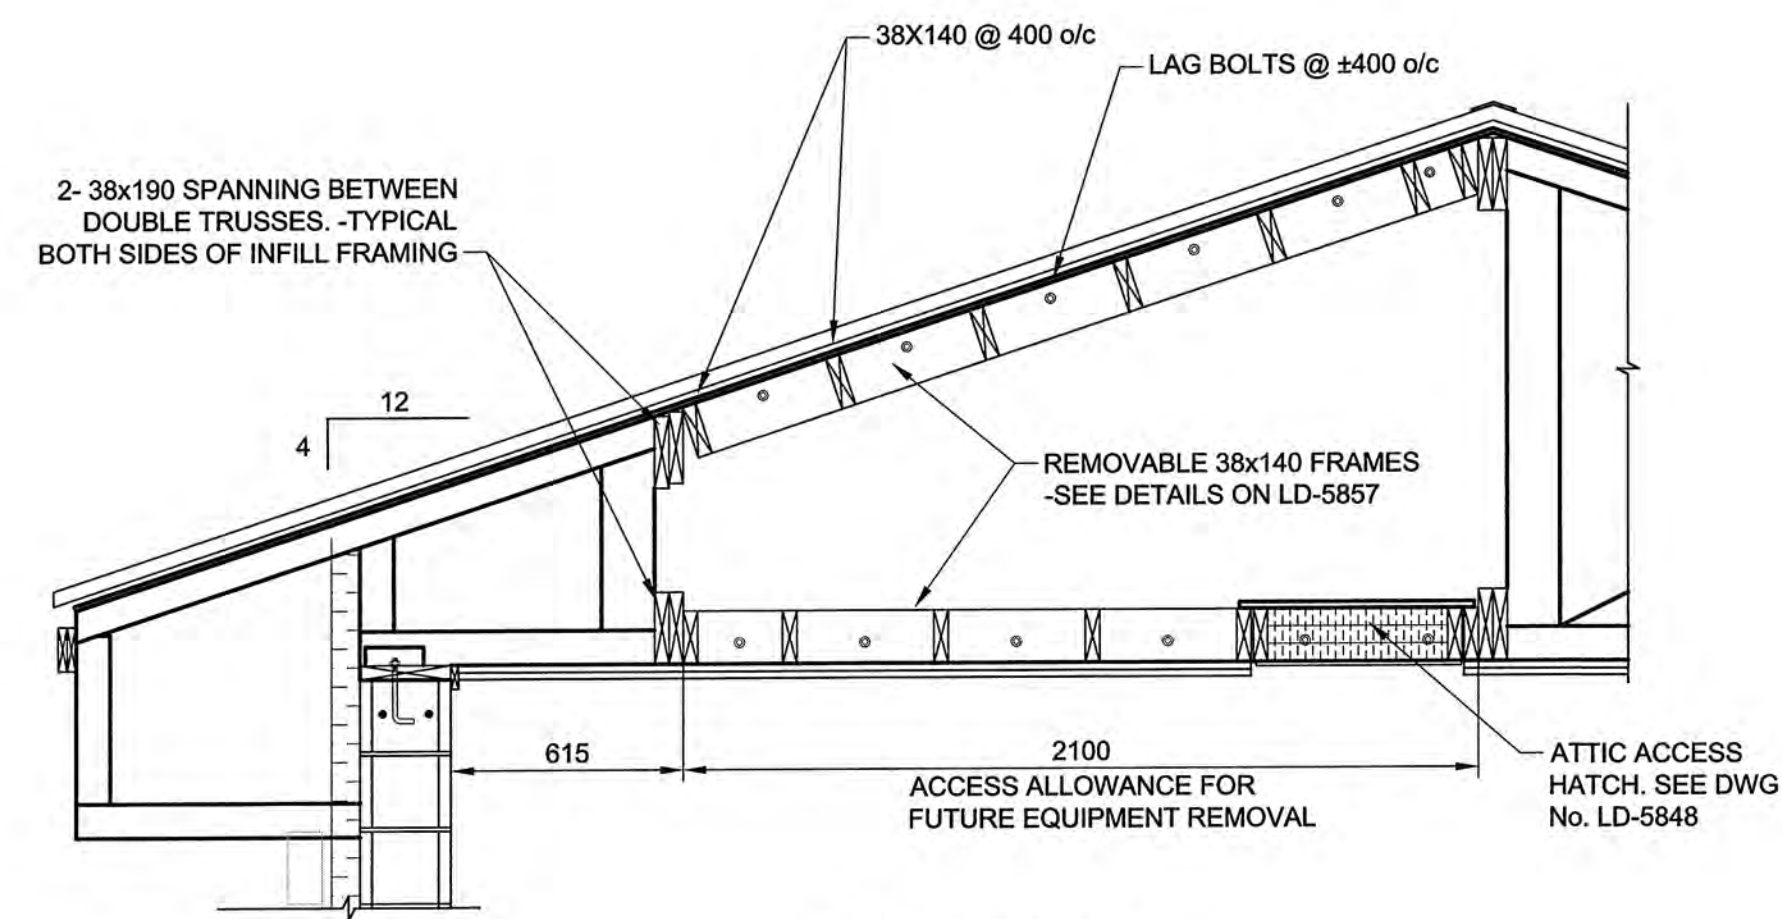 38X140 @ 400 o/c
LAG BOLTS @ ±400 o/c
2- 38x190 SPANNING BETWEEN
DOUBLE TRUSSES. -TYPICAL
BOTH SIDES OF INFILL FRAMING
12
4
REMOVABLE 38x140 FRAMES
-SEE DETAILS ON LD-5857
615
2100
ACCESS ALLOWANCE FOR
FUTURE EQUIPMENT REMOVAL
ATTIC ACCESS
HATCH. SEE DWG
No. LD-5848